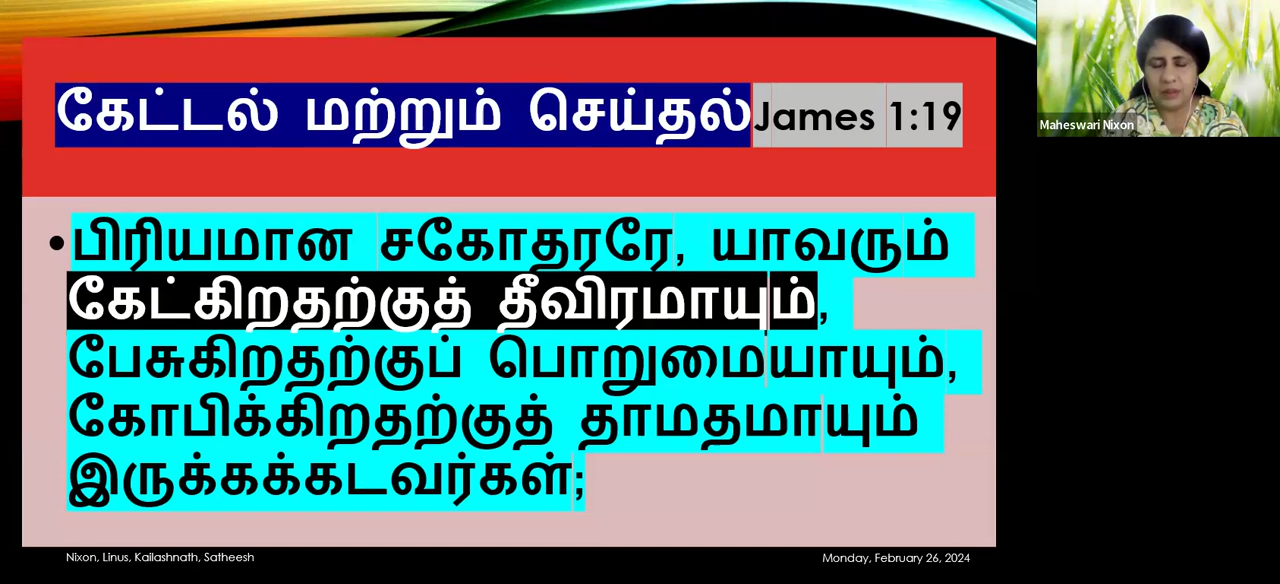 கேட்டல் மற்றும் செய்தல் James 1:19
Maheswari Nixon
•பிரியமான சகோதரரே, யாவரும்
கேட்கிறதற்குத் தீவிரமாயும்,
பேசுகிறதற்குப் பொறுமையாயும்,
கோபிக்கிறதற்குத் தாமதமாயும்
இருக்கக்கடவர்கள்;
Nixon, Linus, Kailashnath, Satheesh
Monday, February 26, 2024